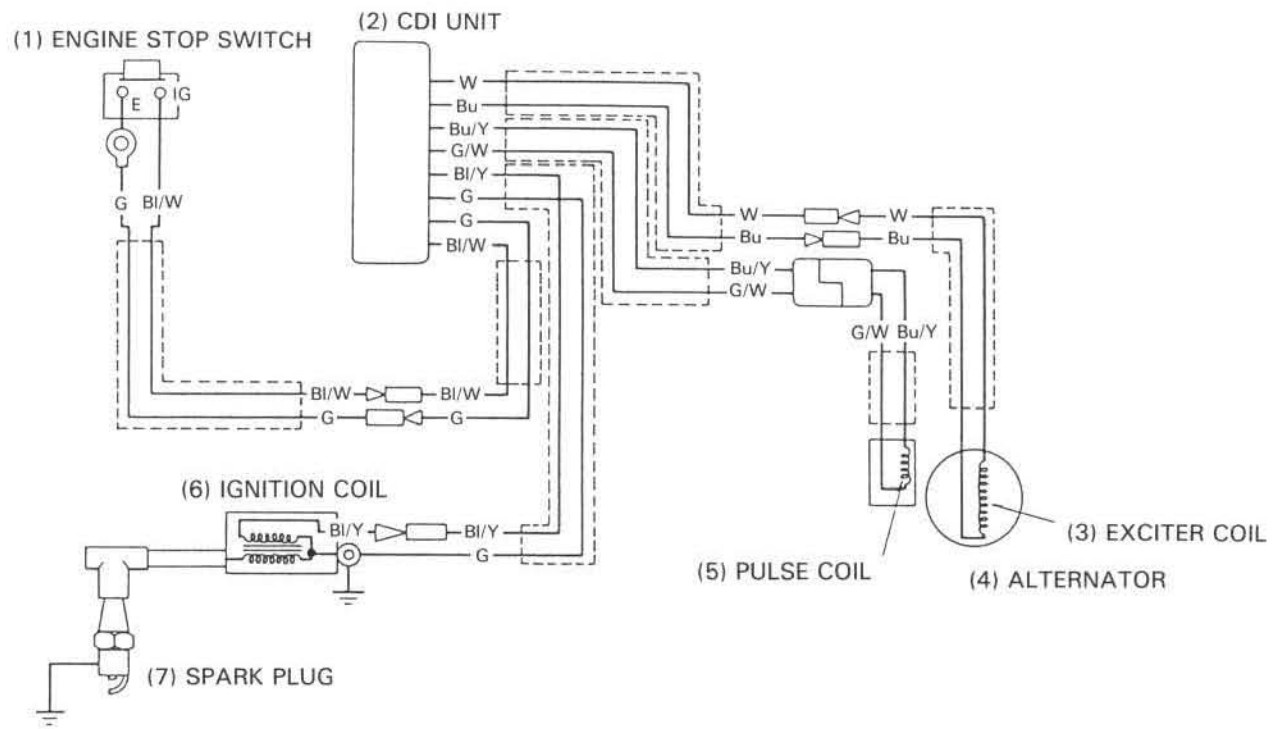 (2) CDI UNIT
(1) ENGINE STOP SWITCH
E
IG
G
Bl/W
W
Bu
Bu/Y
G/W
Bl/Y
G
G
Bl/W
W
W
Bu
Bu
Bu/Y
G/W
G/W
Bu/Y
Bl/W
Bl/W
G
G
(6) IGNITION COIL
Bl/Y
Bl/Y
G
(3) EXCITER COIL
(5) PULSE COIL
(4) ALTERNATOR
(7) SPARK PLUG